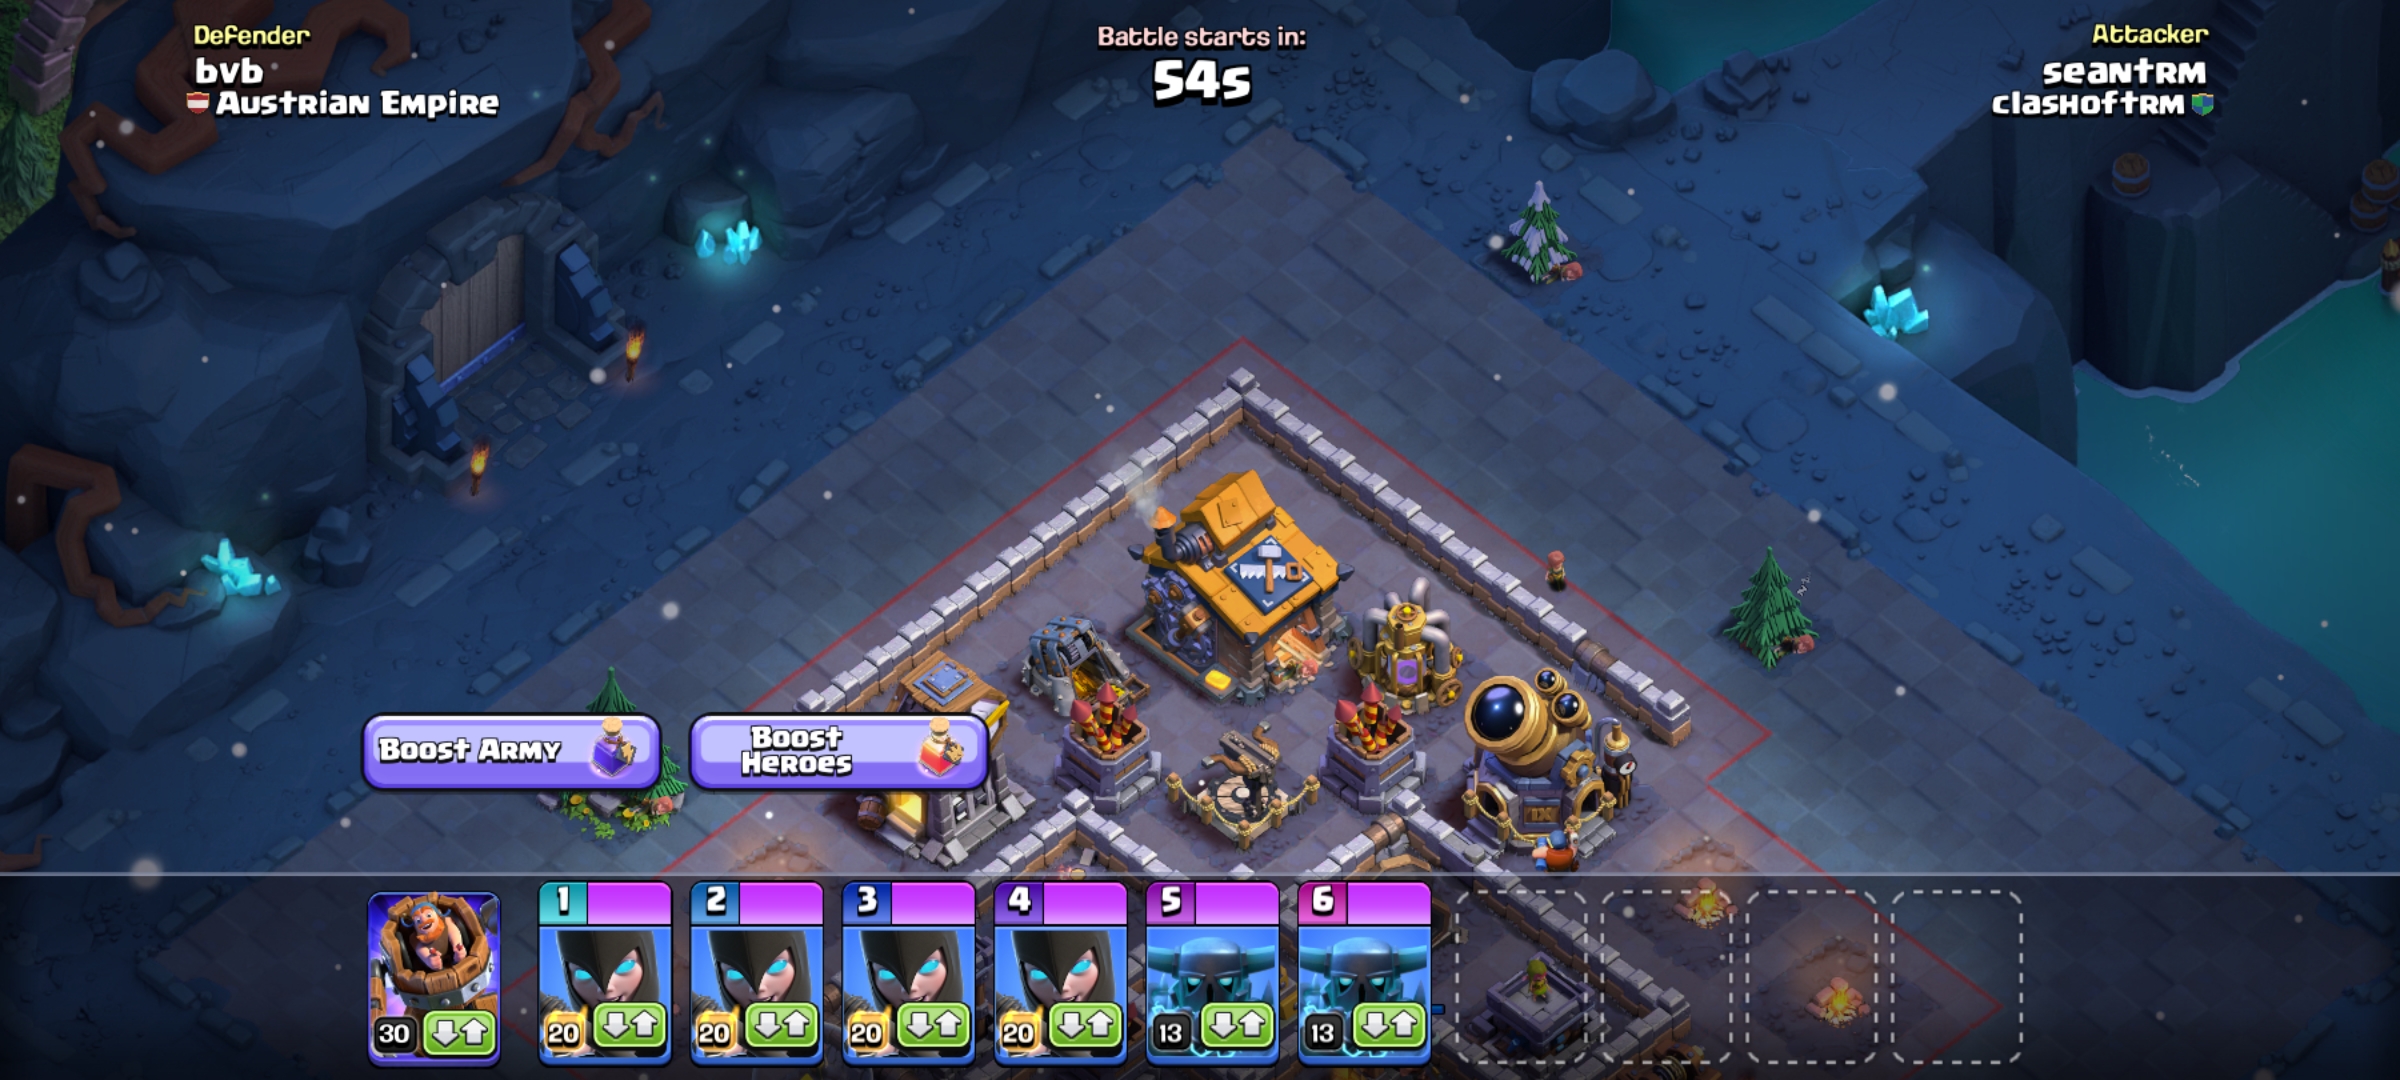 Defender
bvb
Austrian Empire
Battle starts in:
54s
Attacker
seantRM
clashoftRM
Boost Army
Boost
Heroes
1
2
3
4
5
6
30
20
20
20
20
13
13